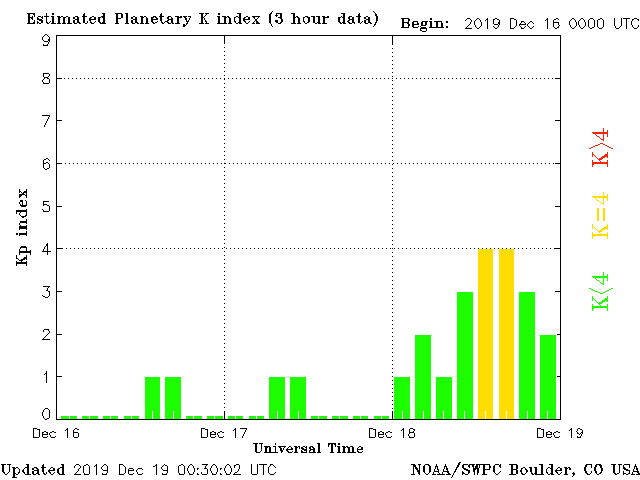 Estimated Planetary K index (3 hour data) Begin: 2019 Dec 16 0000 UTC
9
8
7
6
5
4
3
2
1
0
Kp index
K>4
K=4
K<4
Dec 16 Dec 17 Dec 18 Dec 19
Universal Time
Updated 2019 Dec 19 00:30:02 UTC NOAA/SWPC Boulder, CO USA